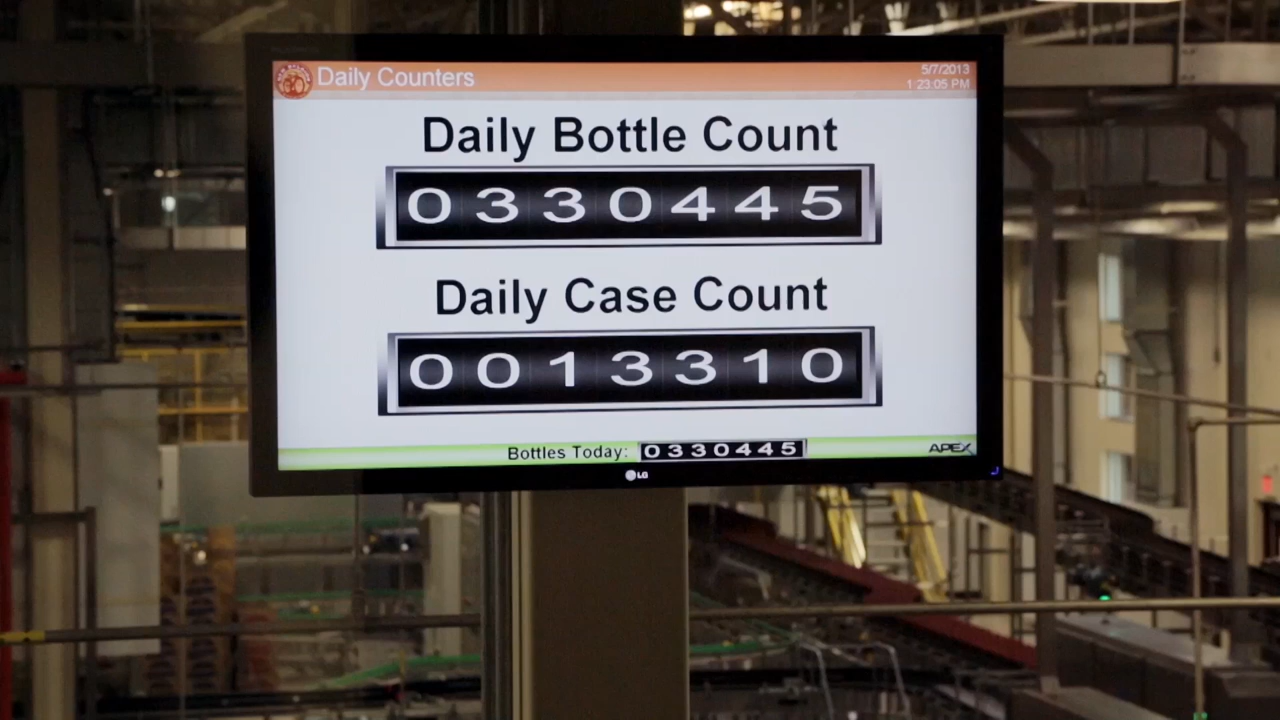 Daily Counters
5/7/2013
1:23:05 PM
Daily Bottle Count
0330445
Daily Case Count
0013310
Bottles Today: 0330445
APEX
LG